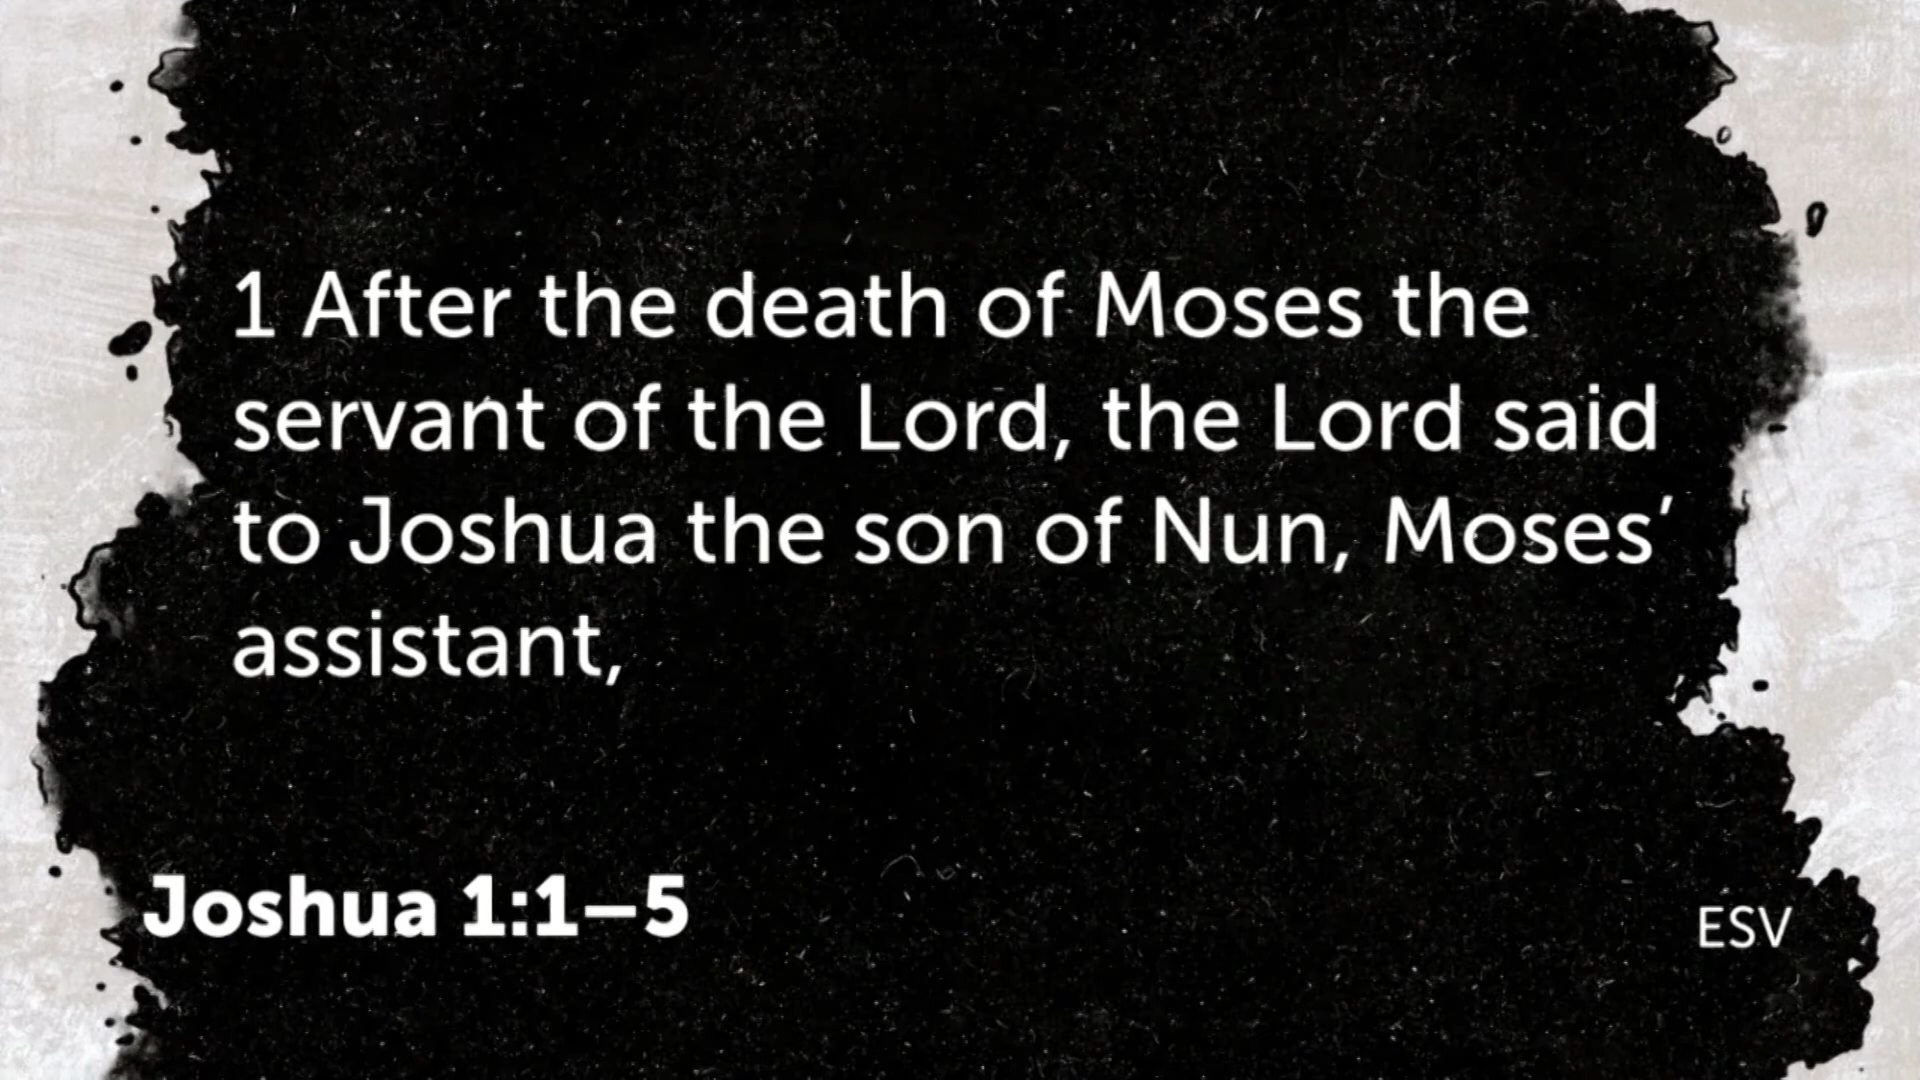 1 After the death of Moses the
servant of the Lord, the Lord said
to Joshua the son of Nun, Moses’
assistant,
Joshua 1:1–5
ESV